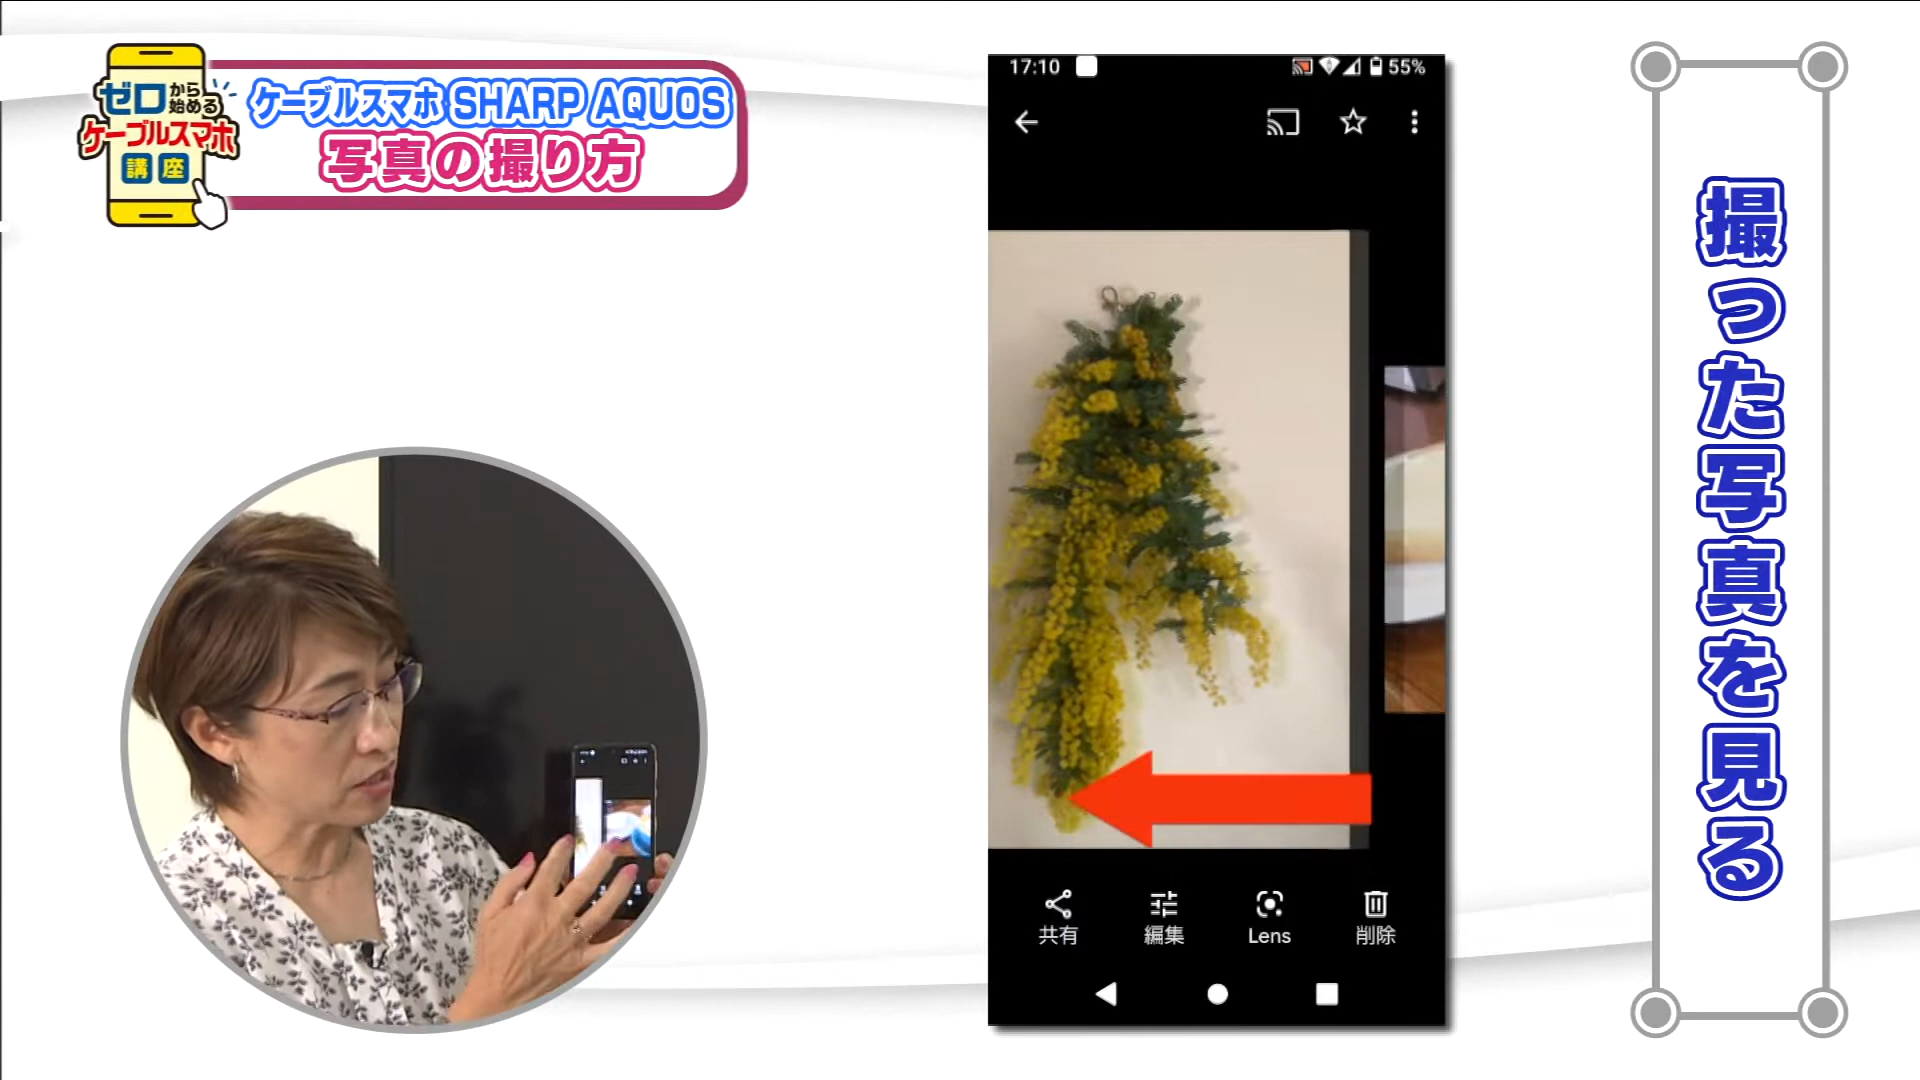 ゼロから
始める
ケーブルスマホ
講座
ケーブルスマホ SHARP AQUOS
写真の撮り方
17:10
55%
撮った写真を見る
共有
編集
Lens
削除